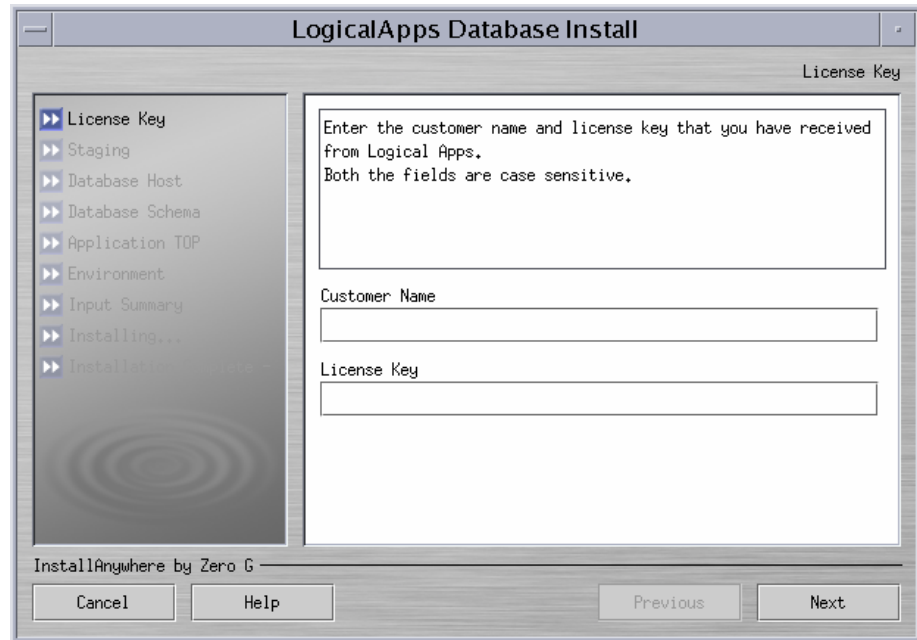 LogicalApps Database Install
License Key
License Key
Staging
Database Host
Database Schema
Application TOP
Environment
Input Summary
Installing...
Enter the customer name and license key that you have received
from Logical Apps.
Both the fields are case sensitive.
Customer Name
License Key
InstallAnywhere by Zero G
Cancel
Help
Previous
Next